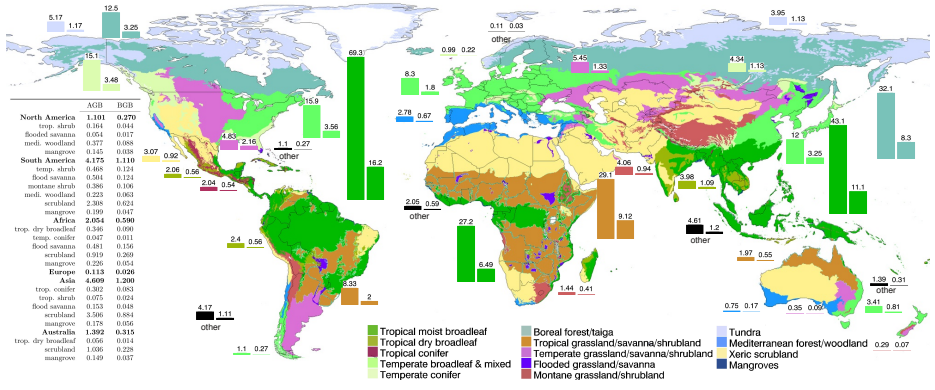 5.17 1.17
12.5 3.25
0.11 0.03
other
3.95 1.13
15.1 3.48
69.3 16.2
0.99 0.22
5.45 1.33
4.34 1.13
8.3 1.8
32.1 8.3
15.9 3.56
2.78 0.67
43.1 11.1
12 3.25
4.83 2.16
1.1 0.27
other
3.07 0.92
2.06 0.56
2.04 0.54
4.06 0.94
3.98 1.09
29.1 9.12
2.05 0.59
other
27.2 6.49
4.61 1.2
other
2.4 0.56
8.33 2
1.97 0.55
1.39 0.31
other
4.17 1.11
other
1.44 0.41
0.75 0.17
0.35 0.09
3.41 0.81
1.1 0.27
0.29 0.07
AGB BGB
North America 1.101 0.270
trop. shrub 0.164 0.044
flood savanna 0.054 0.017
medi. woodland 0.377 0.088
mangrove 0.145 0.038
South America 4.175 1.110
temp. shrub 0.468 0.124
flood savanna 0.504 0.124
montane shrub 0.386 0.106
medi. woodland 0.223 0.063
scrubland 2.308 0.624
mangrove 0.199 0.047
Africa 2.054 0.590
trop. dry broadleaf 0.346 0.090
temp. conifer 0.047 0.011
flood savanna 0.481 0.156
scrubland 0.919 0.269
mangrove 0.226 0.054
Europe 0.113 0.026
Asia 4.609 1.200
trop. conifer 0.302 0.083
trop. shrub 0.075 0.024
flood savanna 0.153 0.048
scrubland 3.506 0.884
mangrove 0.178 0.056
Australia 1.392 0.315
trop. dry broadleaf 0.056 0.014
scrubland 1.036 0.228
mangrove 0.149 0.037
Tropical moist broadleaf
Tropical dry broadleaf
Tropical conifer
Temperate broadleaf & mixed
Temperate conifer
Boreal forest/taiga
Tropical grassland/savanna/shrubland
Temperate grassland/savanna/shrubland
Flooded grassland/savanna
Montane grassland/shrubland
Tundra
Mediterranean forest/woodland
Xeric scrubland
Mangroves